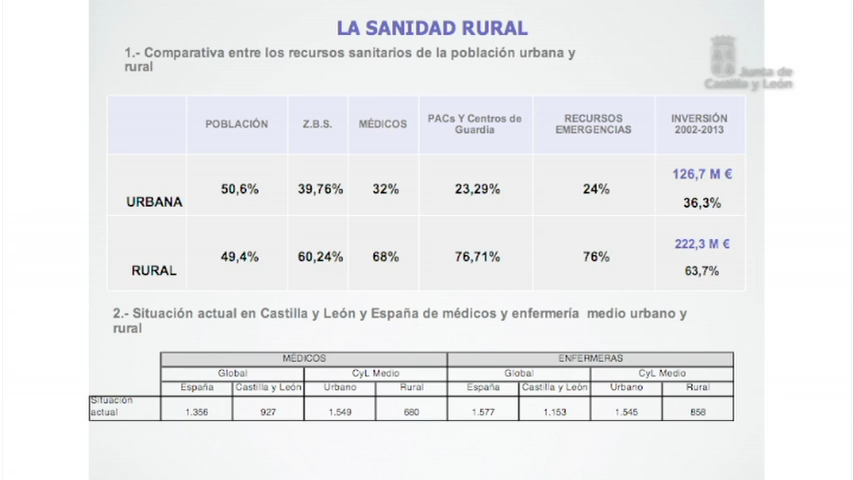 LA SANIDAD RURAL
1.- Comparativa entre los recursos sanitarios de la población urbana y
rural
Junta de
Castilla y León
POBLACIÓN Z.B.S. MÉDICOS PACs Y Centros de Guardia RECURSOS EMERGENCIAS INVERSIÓN 2002-2013
URBANA 50,6% 39,76% 32% 23,29% 24% 126,7 M € 36,3%
RURAL 49,4% 60,24% 68% 76,71% 76% 222,3 M € 63,7%
2.- Situación actual en Castilla y León y España de médicos y enfermería medio urbano y
rural
MÉDICOS ENFERMERAS
Global CyL Medio Global CyL Medio
España Castilla y León Urbano Rural España Castilla y León Urbano Rural
Situación actual 1.356 927 1.549 680 1.577 1.153 1.545 858